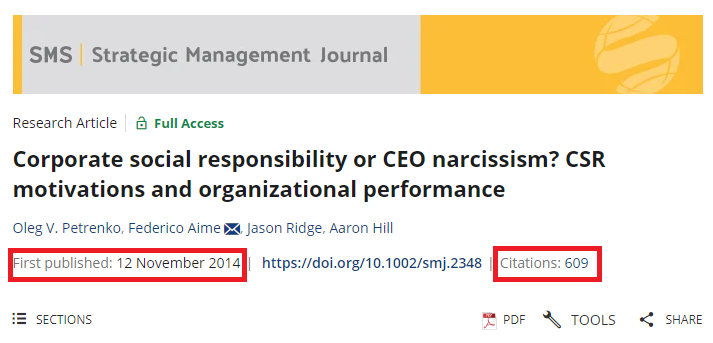 SMS | Strategic Management Journal
Research Article | Full Access
Corporate social responsibility or CEO narcissism? CSR
motivations and organizational performance
Oleg V. Petrenko, Federico Aime, Jason Ridge, Aaron Hill
First published: 12 November 2014 | https://doi.org/10.1002/smj.2348 | Citations: 609
SECTIONS PDF TOOLS SHARE